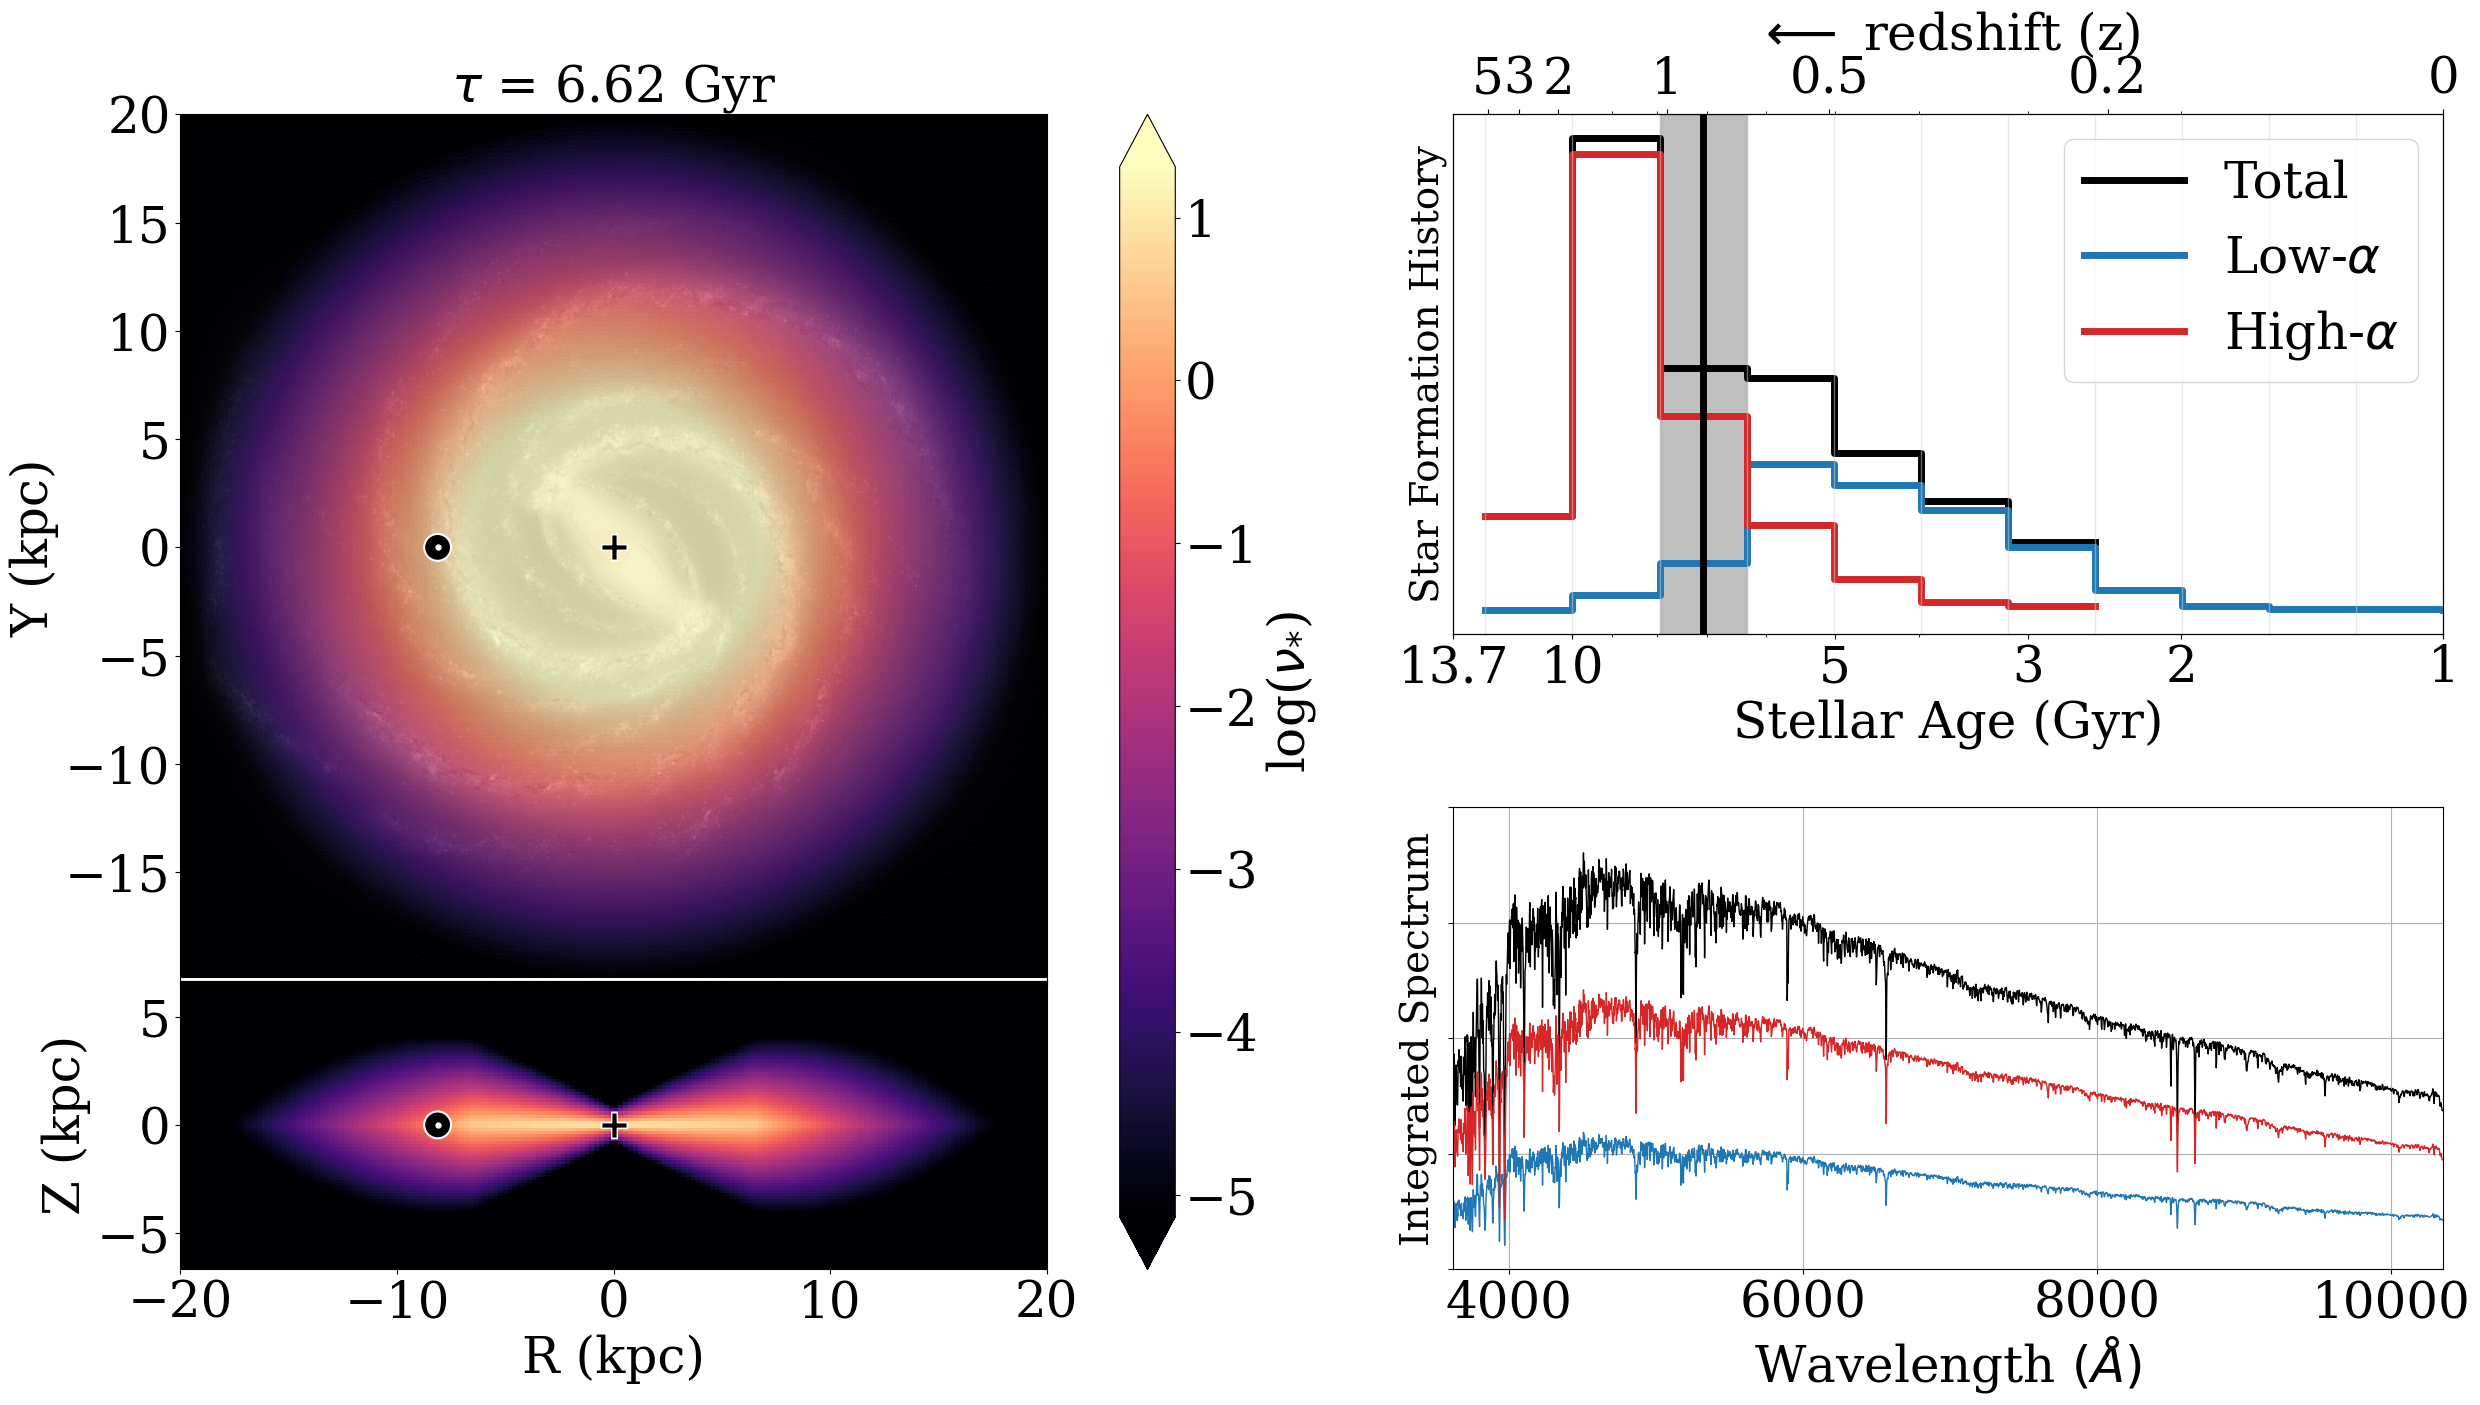 τ = 6.62 Gyr
20
15
10
5
0
−5
−10
−15
Y (kpc)
5
0
−5
Z (kpc)
−20 −10 0 10 20
R (kpc)
1
0
−1
−2
−3
−4
−5
log(ν*)
⟵ redshift (z)
5 3 2 1 0.5 0.2 0
Star Formation History
Total
Low-α
High-α
13.7 10 5 3 2 1
Stellar Age (Gyr)
Integrated Spectrum
4000 6000 8000 10000
Wavelength (Å)